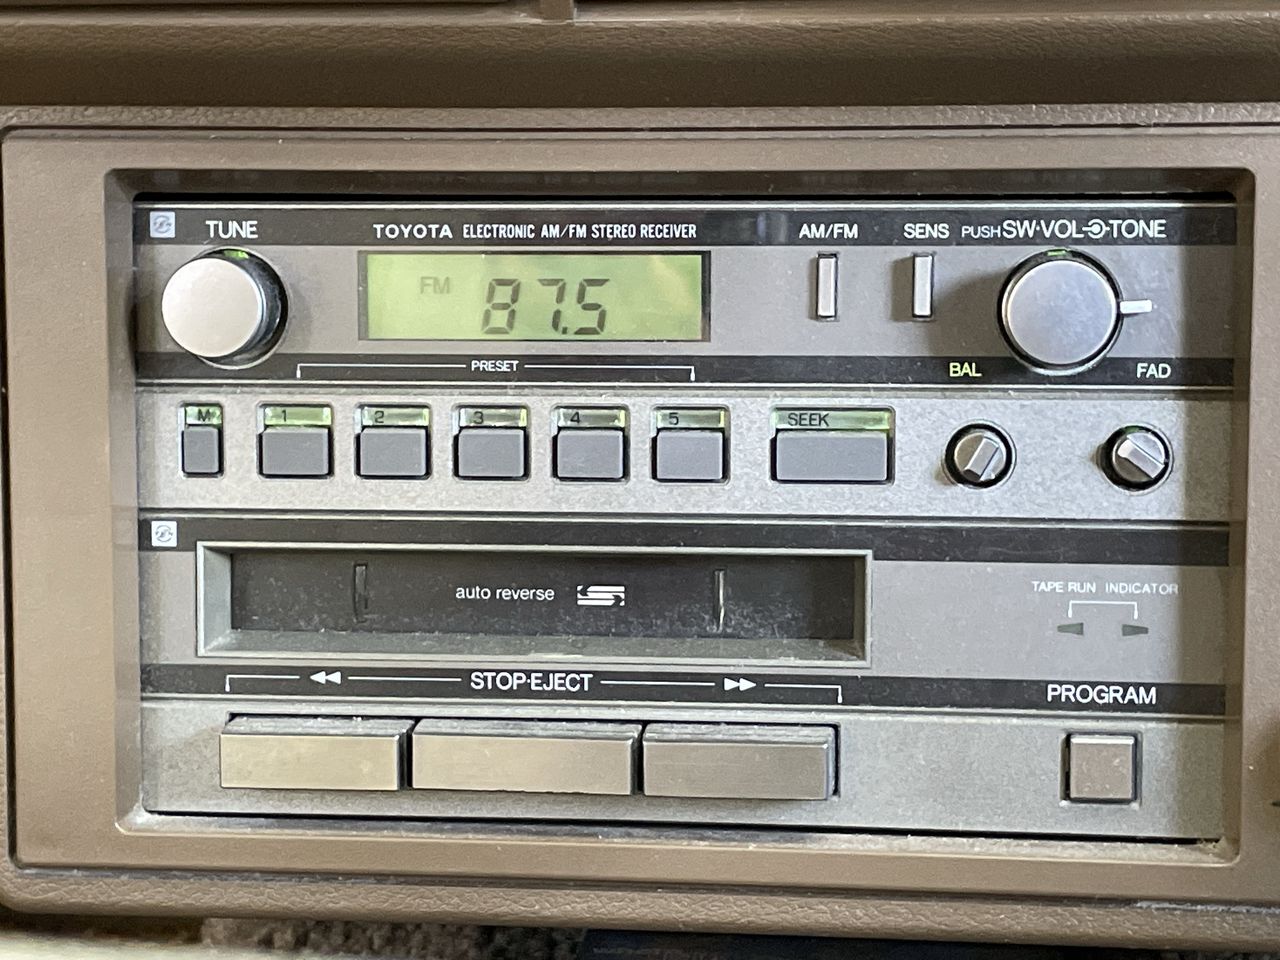 TUNE
TOYOTA ELECTRONIC AM/FM STEREO RECEIVER
AM/FM
SENS
PUSH SW·VOL TONE
FM 87.5
PRESET
BAL
FAD
M 1 2 3 4 5 SEEK
auto reverse
TAPE RUN INDICATOR
STOP·EJECT
PROGRAM